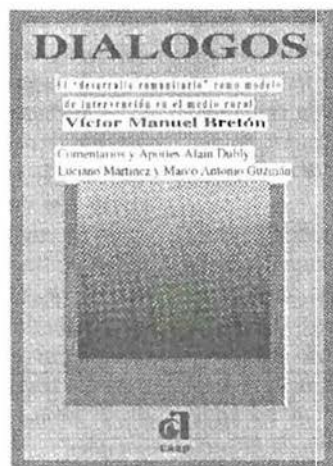 DIALOGOS
El "desarrollo comunitario" como modelo
de intervención en el medio rural
Víctor Manuel Bretón
Comentarios y Aportes Alain Dubly
Luciano Martínez y Marco Antonio Guzmán
caap